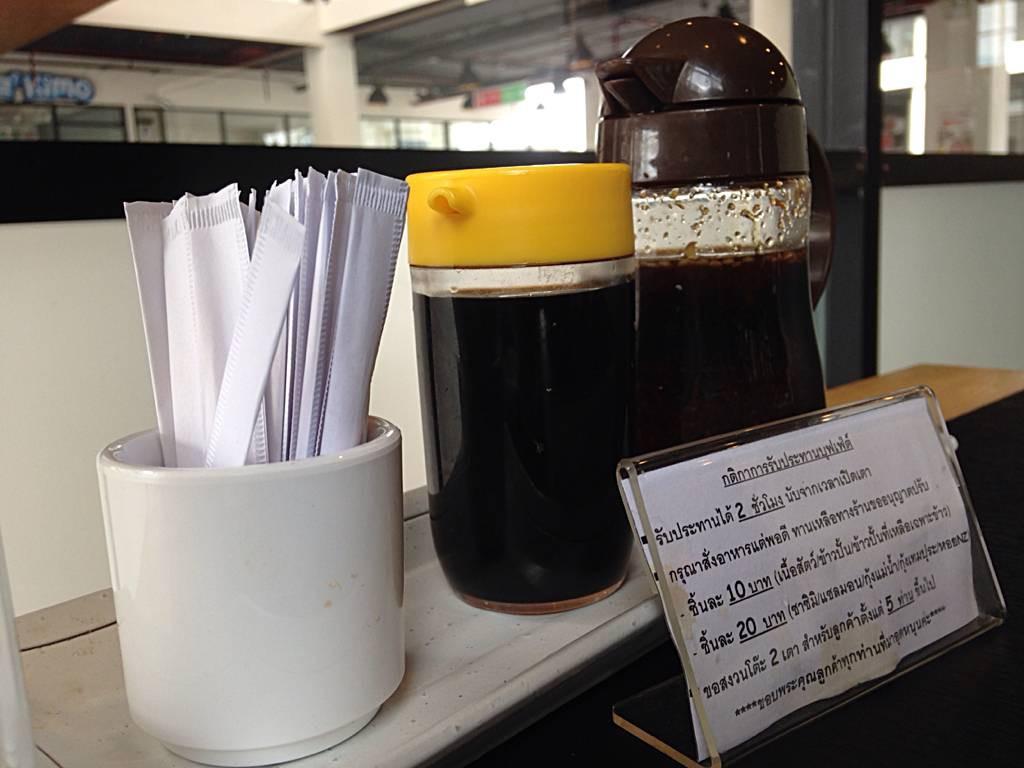 กติกาการรับประทานบุฟเฟ่ต์
รับประทานได้ 2 ชั่วโมง นับจากเวลาเปิดเตา
กรุณาสั่งอาหารแต่พอดี ทานเหลือทางร้านขออนุญาตปรับ
- ชิ้นละ 10 บาท (เนื้อสัตว์/ข้าวปั้น/ข้าวปั้นที่เหลือเฉพาะข้าว)
- ชิ้นละ 20 บาท (ซาซิมิ/แซลมอน/กุ้งแม่น้ำ/กุ้งเทมปุระ/หอยNZ
ขอสงวนโต๊ะ 2 เตา สำหรับลูกค้าตั้งแต่ 5 ท่าน ขึ้นไป
****ขอบพระคุณลูกค้าทุกท่านที่มาอุดหนุนค่ะ****